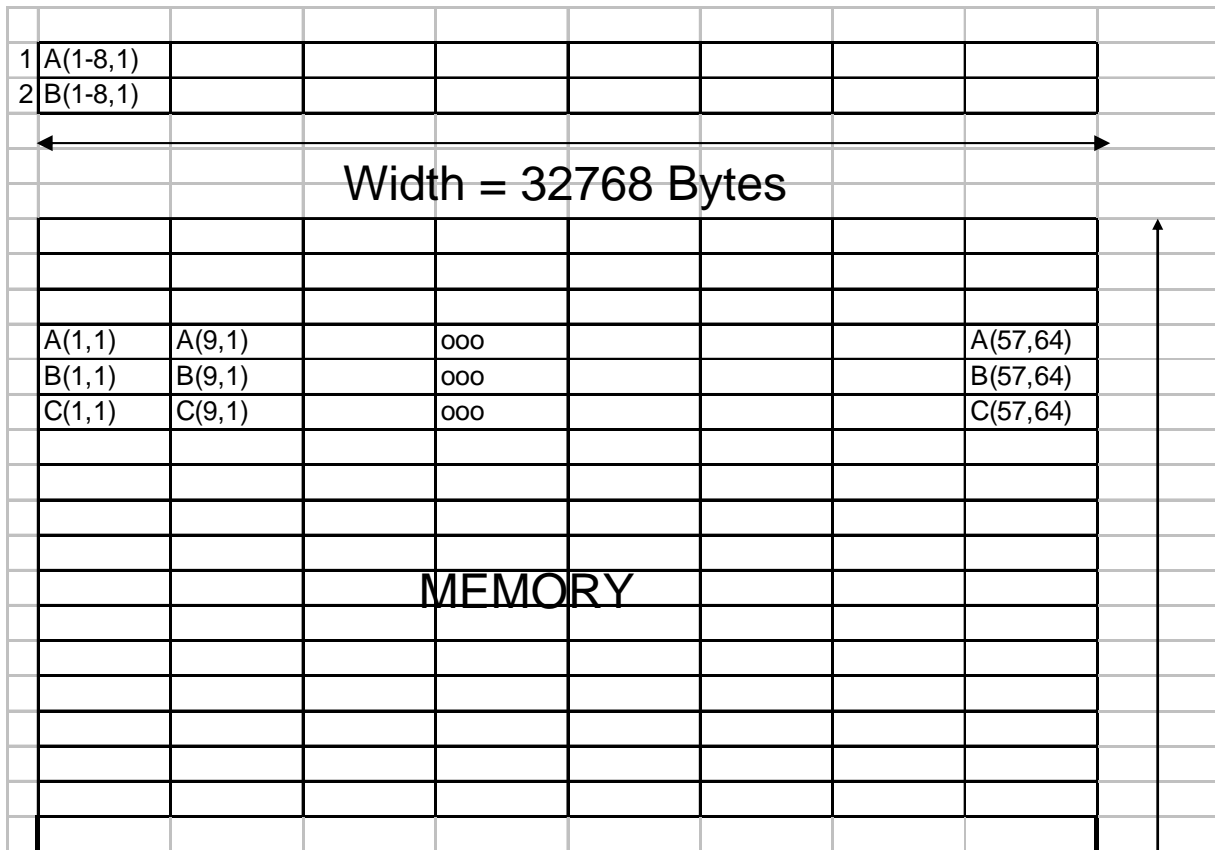 1 A(1-8,1)
2 B(1-8,1)
Width = 32768 Bytes
A(1,1) A(9,1) ooo A(57,64)
B(1,1) B(9,1) ooo B(57,64)
C(1,1) C(9,1) ooo C(57,64)
MEMORY